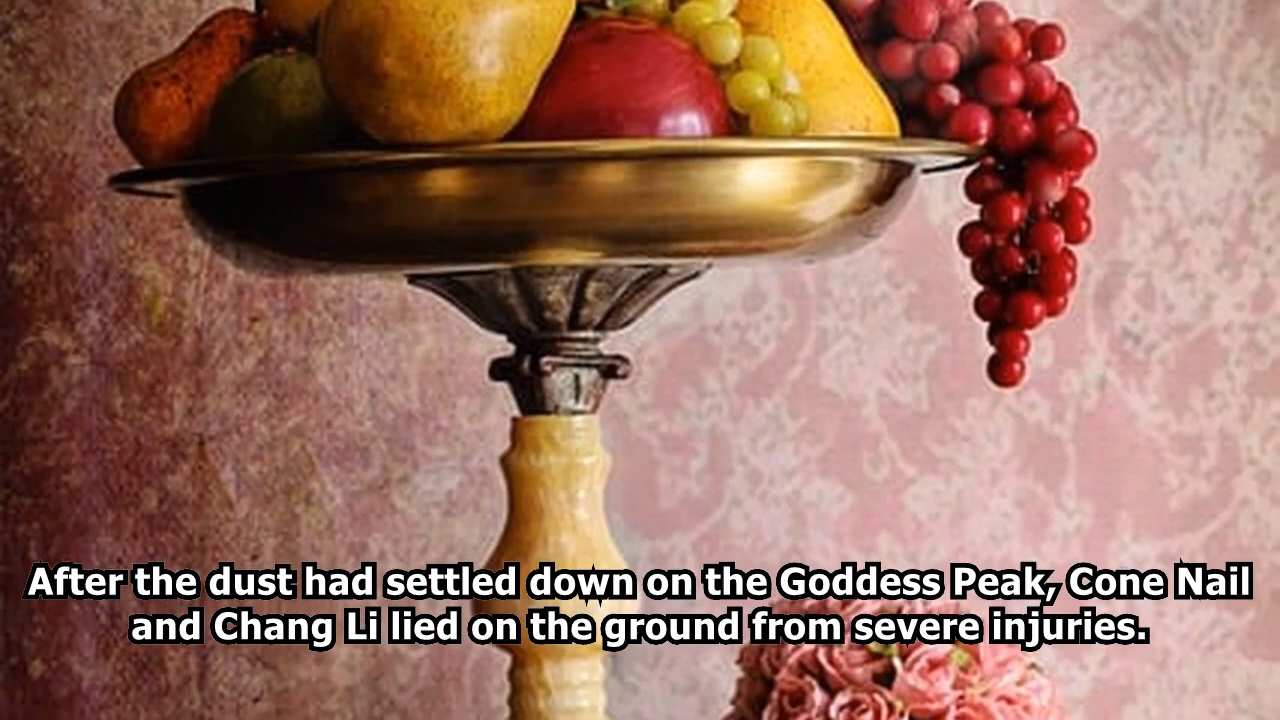 After the dust had settled down on the Goddess Peak, Cone Nail
and Chang Li lied on the ground from severe injuries.